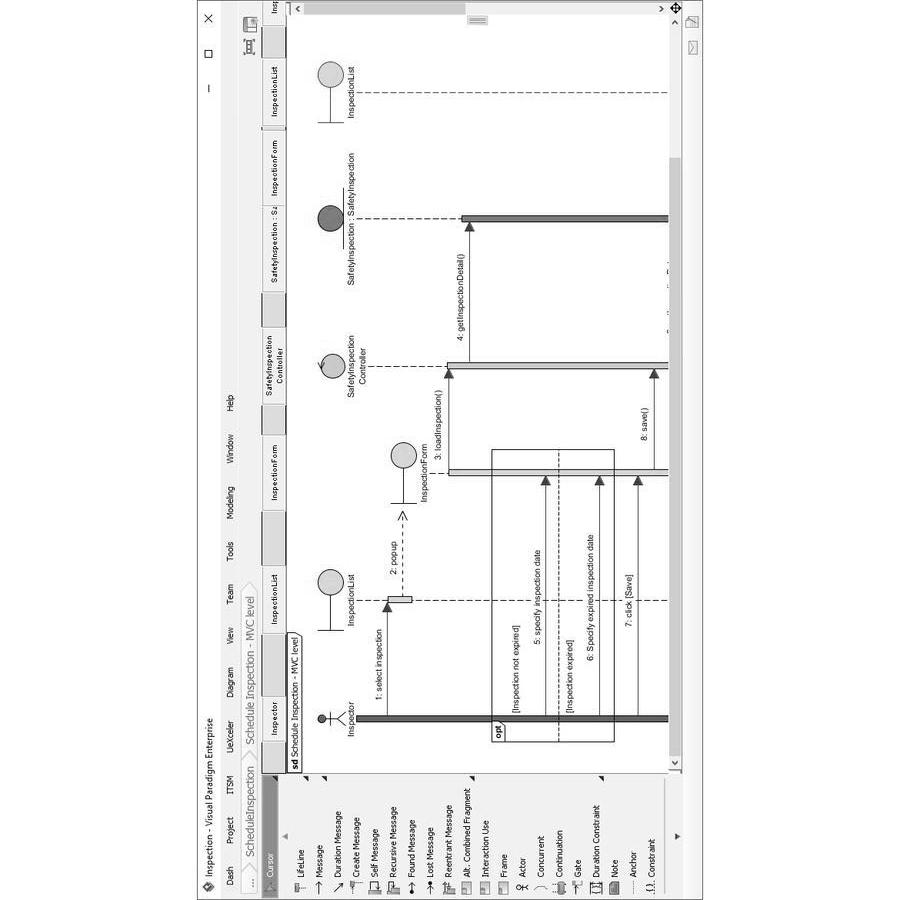 Inspection - Visual Paradigm Enterprise
Dash Project ITSM UeXceler Diagram View Team Tools Modeling Window Help
... ScheduleInspection Schedule Inspection - MVC level
Cursor
Inspector
InspectionList
InspectionForm
SafetyInspection
Controller
SafetyInspection : Sa
InspectionForm
InspectionList
Insp
LifeLine
Message
Duration Message
Create Message
Self Message
Recursive Message
Found Message
Lost Message
Reentrant Message
Alt. Combined Fragment
Interaction Use
Frame
Actor
Concurrent
Continuation
Gate
Duration Constraint
Note
Anchor
Constraint
sd Schedule Inspection - MVC level
Inspector
InspectionList
SafetyInspection
Controller
SafetyInspection : SafetyInspection
InspectionList
1: select inspection
2: popup
InspectionForm
3: loadInspection()
4: getInspectionDetail()
opt
[Inspection not expired]
5: specify inspection date
[Inspection expired]
6: Specify expired inspection date
7: click [Save]
8: save()